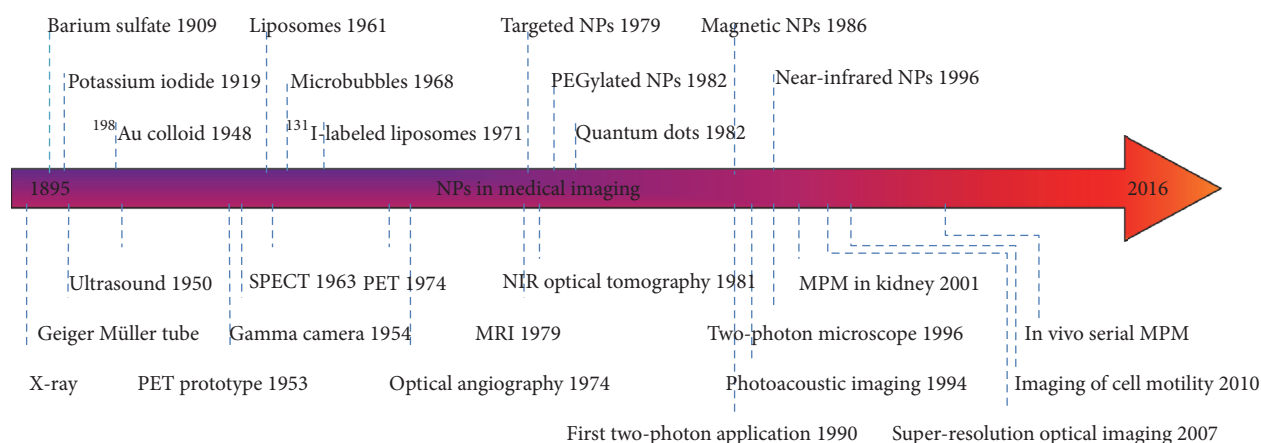 Barium sulfate 1909 Liposomes 1961 Targeted NPs 1979 Magnetic NPs 1986
Potassium iodide 1919 Microbubbles 1968 PEGylated NPs 1982 Near-infrared NPs 1996
198Au colloid 1948 131I-labeled liposomes 1971 Quantum dots 1982
1895 NPs in medical imaging 2016
Ultrasound 1950 SPECT 1963 PET 1974 NIR optical tomography 1981 MPM in kidney 2001
Geiger Müller tube Gamma camera 1954 MRI 1979 Two-photon microscope 1996 In vivo serial MPM
X-ray PET prototype 1953 Optical angiography 1974 Photoacoustic imaging 1994 Imaging of cell motility 2010
First two-photon application 1990 Super-resolution optical imaging 2007